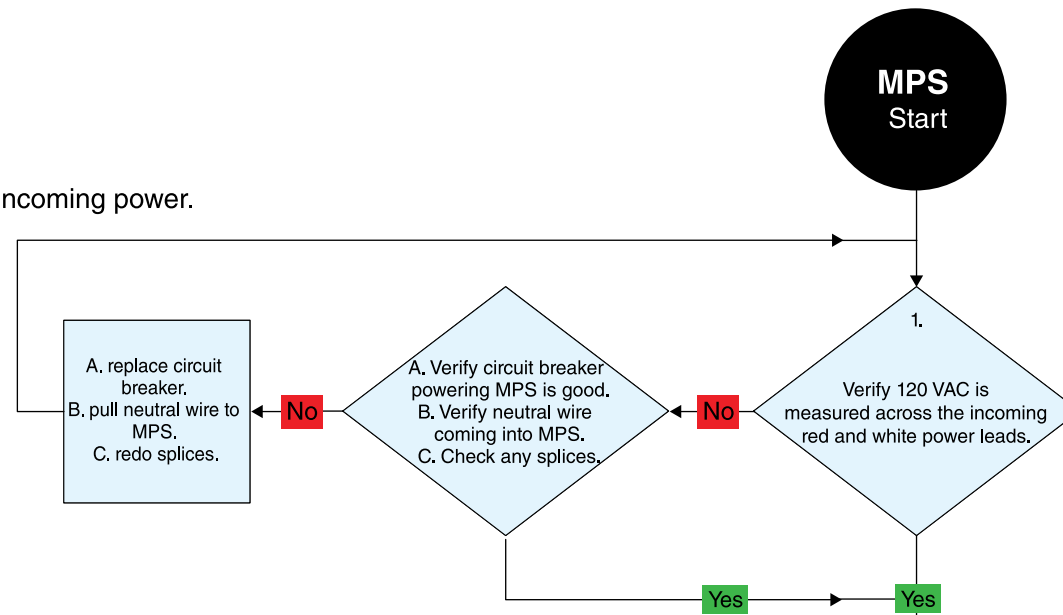 MPS
Start
incoming power.
1.
Verify 120 VAC is
measured across the incoming
red and white power leads.
No
A. Verify circuit breaker
powering MPS is good.
B. Verify neutral wire
coming into MPS.
C. Check any splices.
No
A. replace circuit
breaker.
B. pull neutral wire to
MPS.
C. redo splices.
Yes
Yes